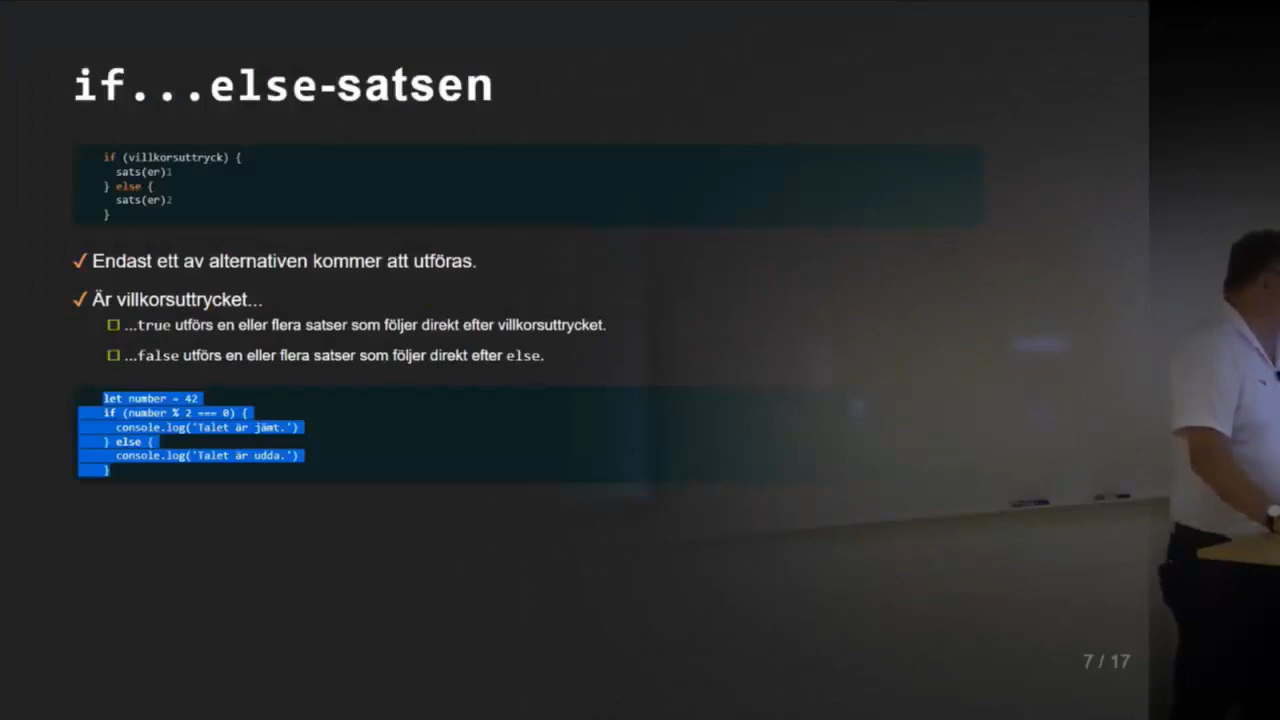 if...else-satsen
if (villkorsuttryck) {
sats(er)1
} else {
sats(er)2
}
Endast ett av alternativen kommer att utföras.
Är villkorsuttrycket...
...true utförs en eller flera satser som följer direkt efter villkorsuttrycket.
...false utförs en eller flera satser som följer direkt efter else.
let number = 42
if (number % 2 === 0) {
console.log('Talet är jämt.')
} else {
console.log('Talet är udda.')
}
7 / 17